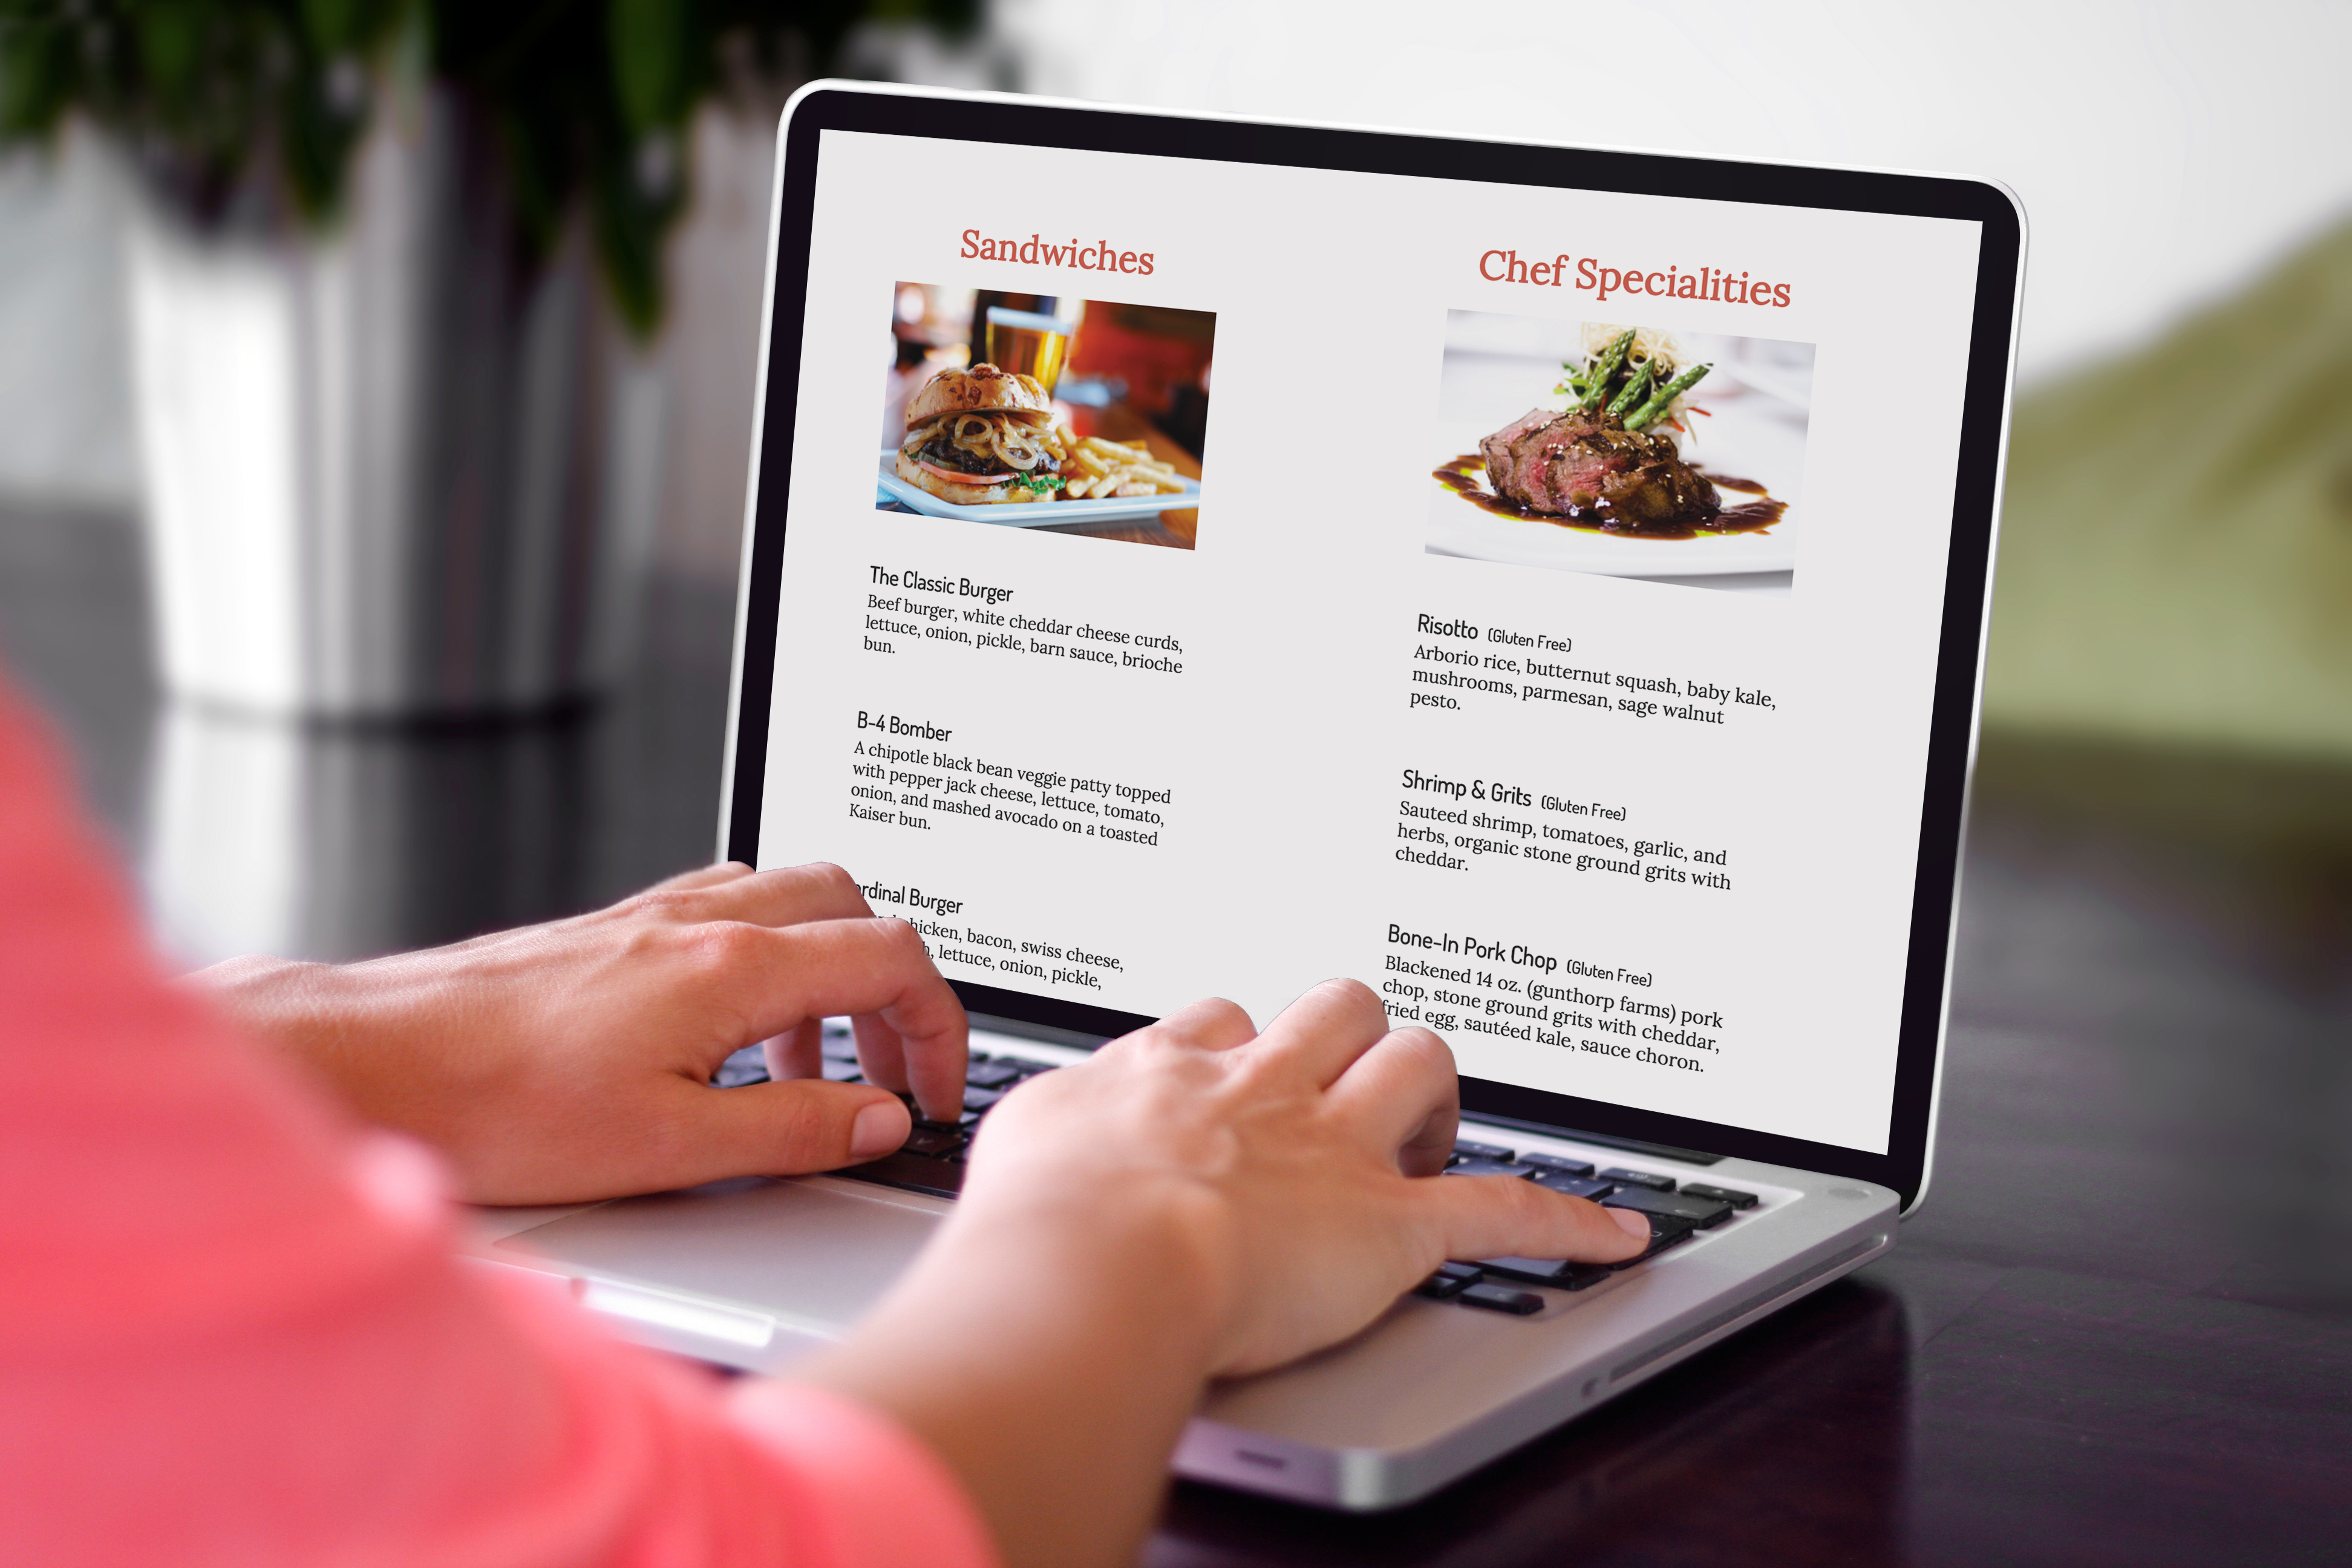 Sandwiches
The Classic Burger
Beef burger, white cheddar cheese curds,
lettuce, onion, pickle, barn sauce, brioche
bun.
B-4 Bomber
A chipotle black bean veggie patty topped
with pepper jack cheese, lettuce, tomato,
onion, and mashed avocado on a toasted
Kaiser bun.
Burger
bacon, swiss cheese,
lettuce, onion, pickle,
Chef Specialities
Risotto (Gluten Free)
Arborio rice, butternut squash, baby kale,
mushrooms, parmesan, sage walnut
pesto.
Shrimp & Grits (Gluten Free)
Sauteed shrimp, tomatoes, garlic, and
herbs, organic stone ground grits with
cheddar.
Bone-In Pork Chop (Gluten Free)
Blackened 14 oz. (gunthorp farms) pork
chop, stone ground grits with cheddar,
fried egg, sautéed kale, sauce choron.